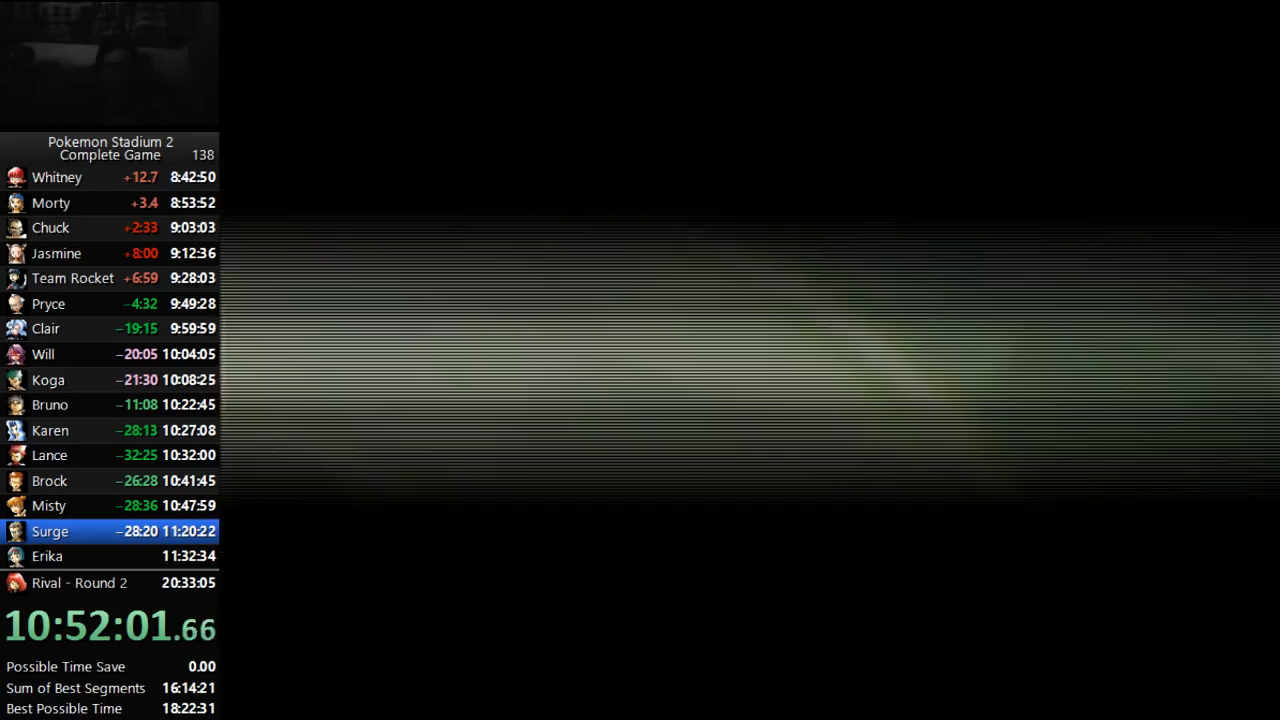 Pokemon Stadium 2
Complete Game 138
Whitney +12.7 8:42:50
Morty +3.4 8:53:52
Chuck +2:33 9:03:03
Jasmine +8:00 9:12:36
Team Rocket +6:59 9:28:03
Pryce −4:32 9:49:28
Clair −19:15 9:59:59
Will −20:05 10:04:05
Koga −21:30 10:08:25
Bruno −11:08 10:22:45
Karen −28:13 10:27:08
Lance −32:25 10:32:00
Brock −26:28 10:41:45
Misty −28:36 10:47:59
Surge −28:20 11:20:22
Erika 11:32:34
Rival - Round 2 20:33:05
10:52:01.66
Possible Time Save 0.00
Sum of Best Segments 16:14:21
Best Possible Time 18:22:31